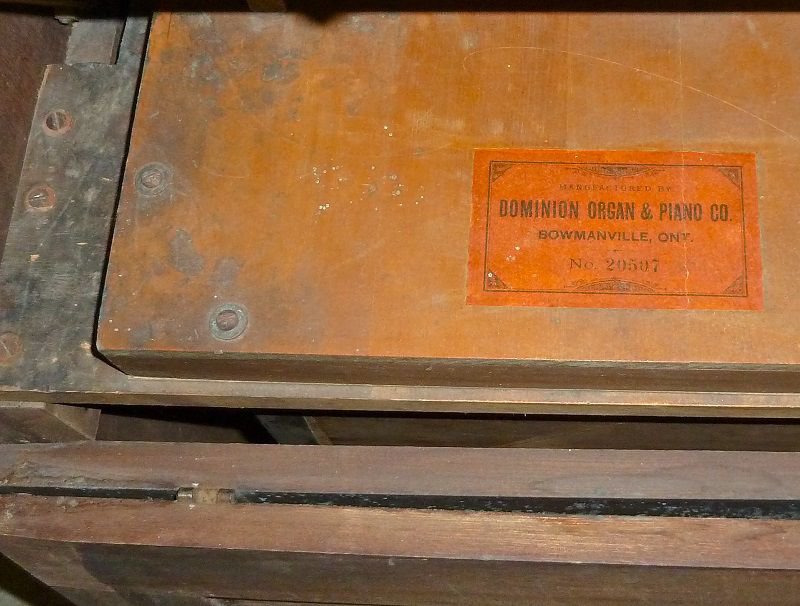 MANUFACTURED BY
DOMINION ORGAN & PIANO CO.
BOWMANVILLE, ONT.
No. 20507